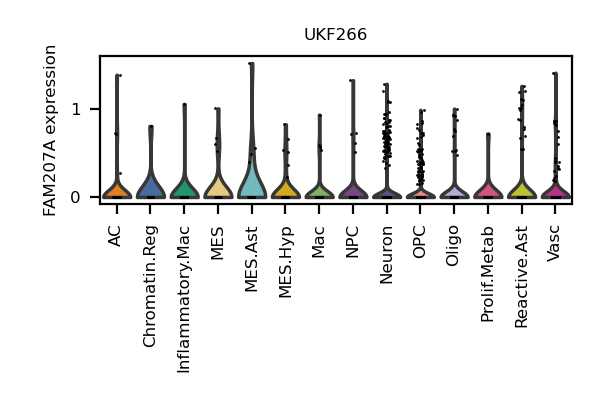 UKF266
FAM207A expression
1
0
AC
Chromatin.Reg
Inflammatory.Mac
MES
MES.Ast
MES.Hyp
Mac
NPC
Neuron
OPC
Oligo
Prolif.Metab
Reactive.Ast
Vasc